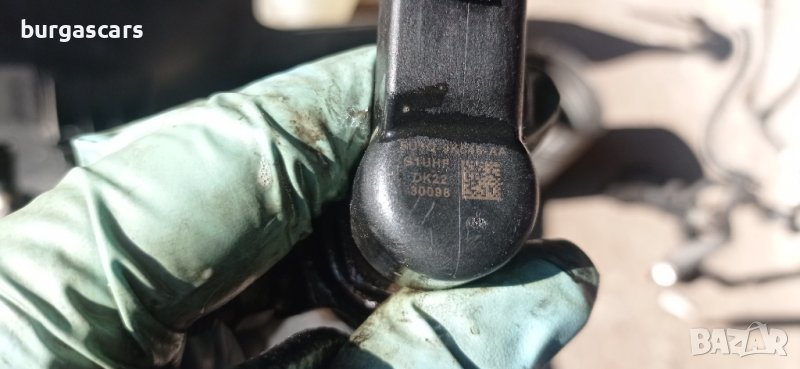 burgascars
S1UHF
DK22
30098
BAZAR